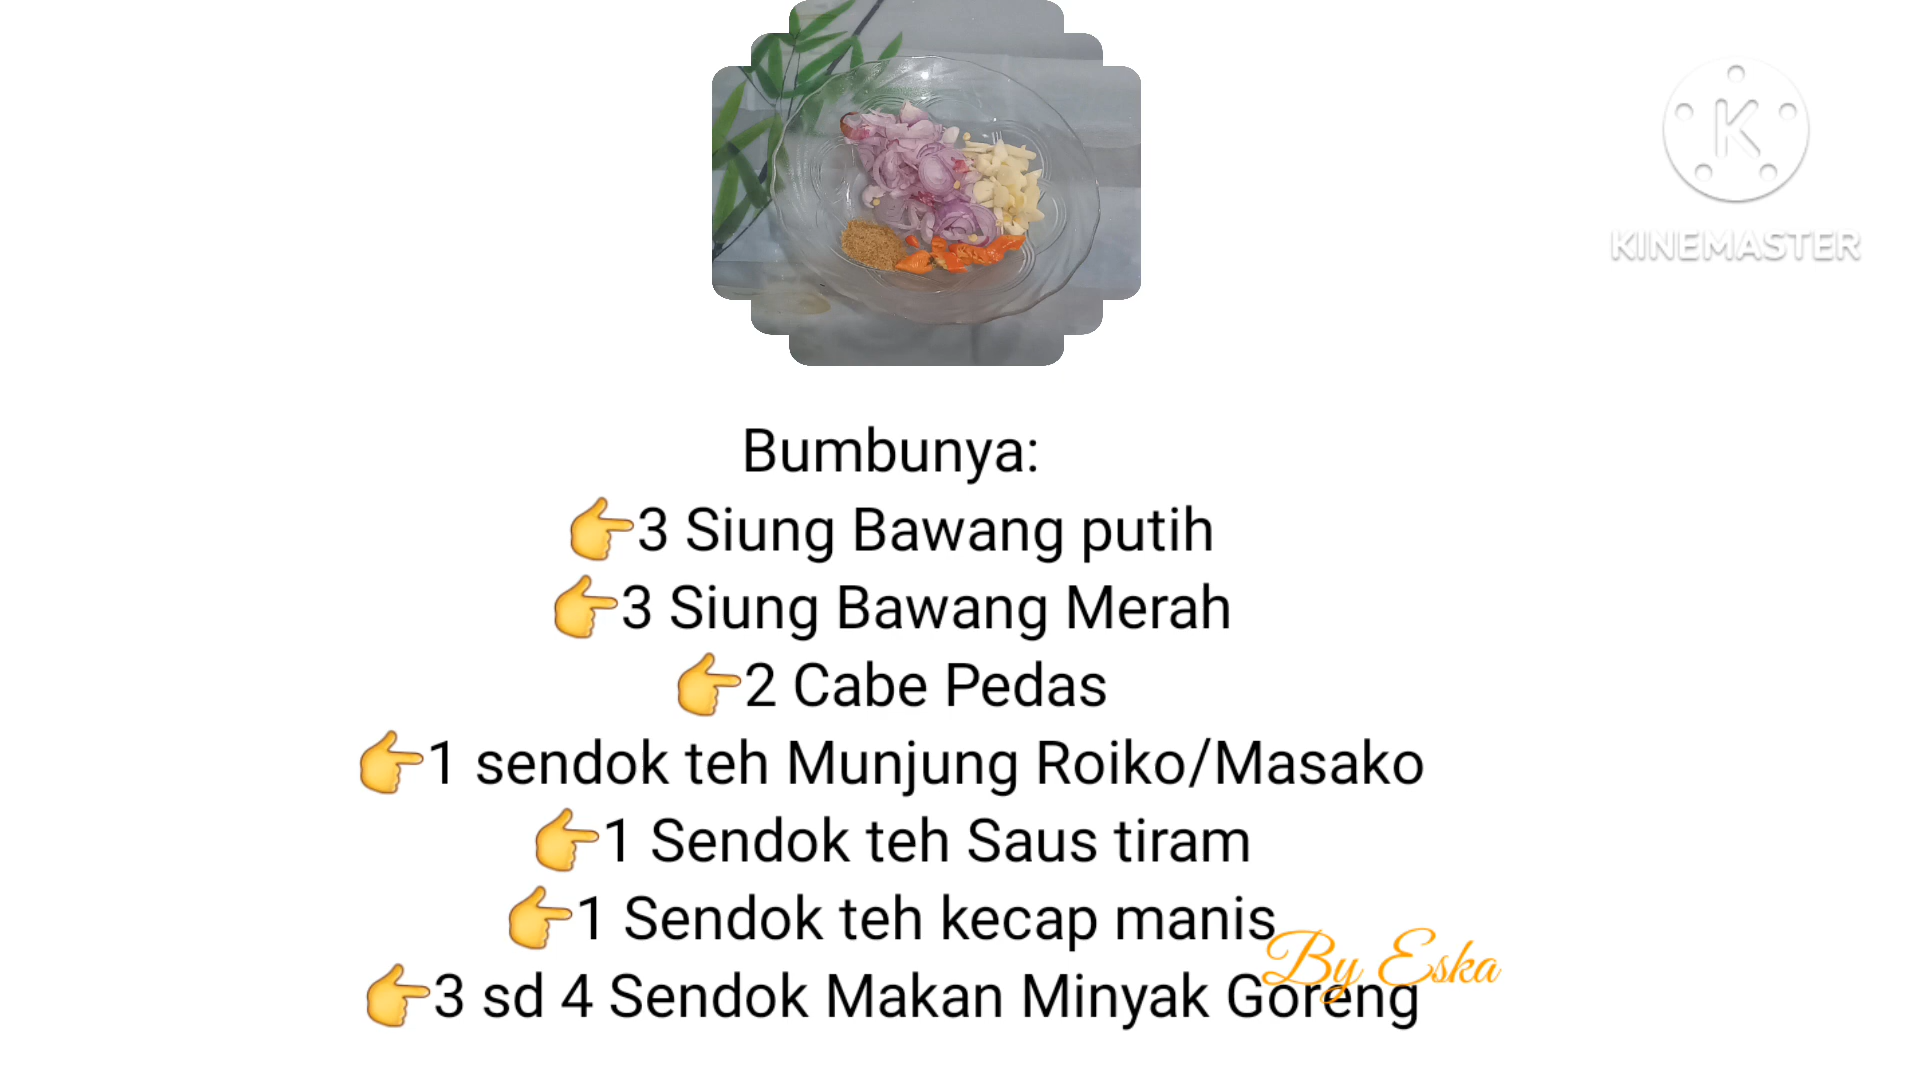 KINEMASTER
Bumbunya:
👉3 Siung Bawang putih
👉3 Siung Bawang Merah
👉2 Cabe Pedas
👉1 sendok teh Munjung Roiko/Masako
👉1 Sendok teh Saus tiram
👉1 Sendok teh kecap manis
By Eska
👉3 sd 4 Sendok Makan Minyak Goreng